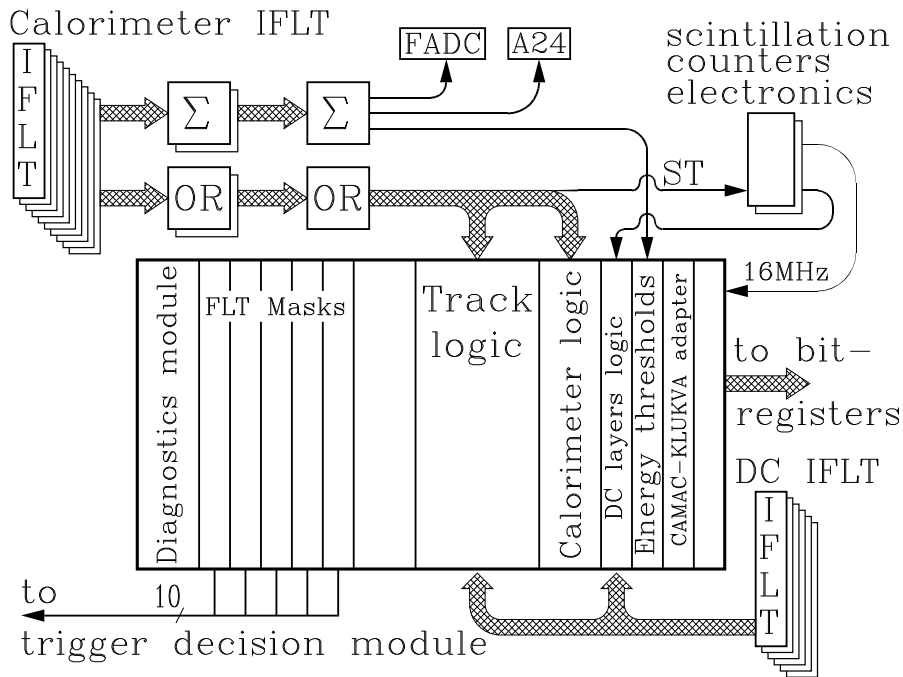 Calorimeter IFLT
FADC
A24
scintillation
counters
electronics
I
F
L
T
Σ
Σ
OR
OR
ST
16MHz
Diagnostics module
FLT Masks
Track
logic
Calorimeter logic
DC layers logic
Energy thresholds
CAMAC-KLUKVA adapter
to bit-
registers
DC IFLT
I
F
L
T
to
10
trigger decision module